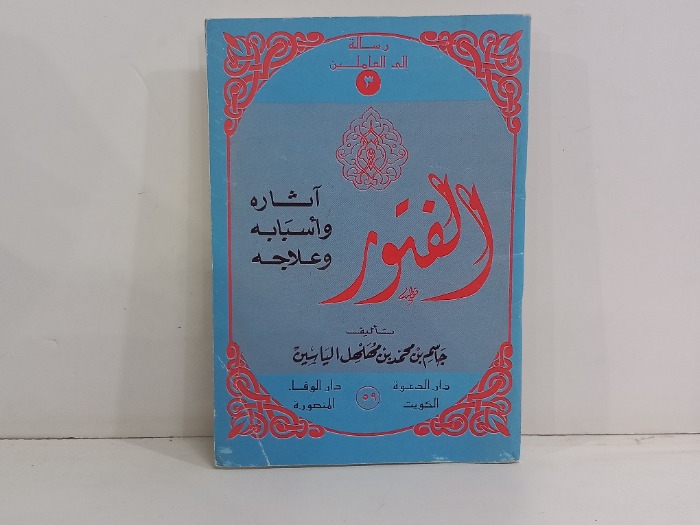 رسالة
إلى العاملين
٣
الفتور
آثاره
وأسبابه
وعلاجه
تأليف
جاسم بن محمد بن مهلهل الياسين
دار الدعوة
الكويت
٥٩
دار الوفاء
المنصورة